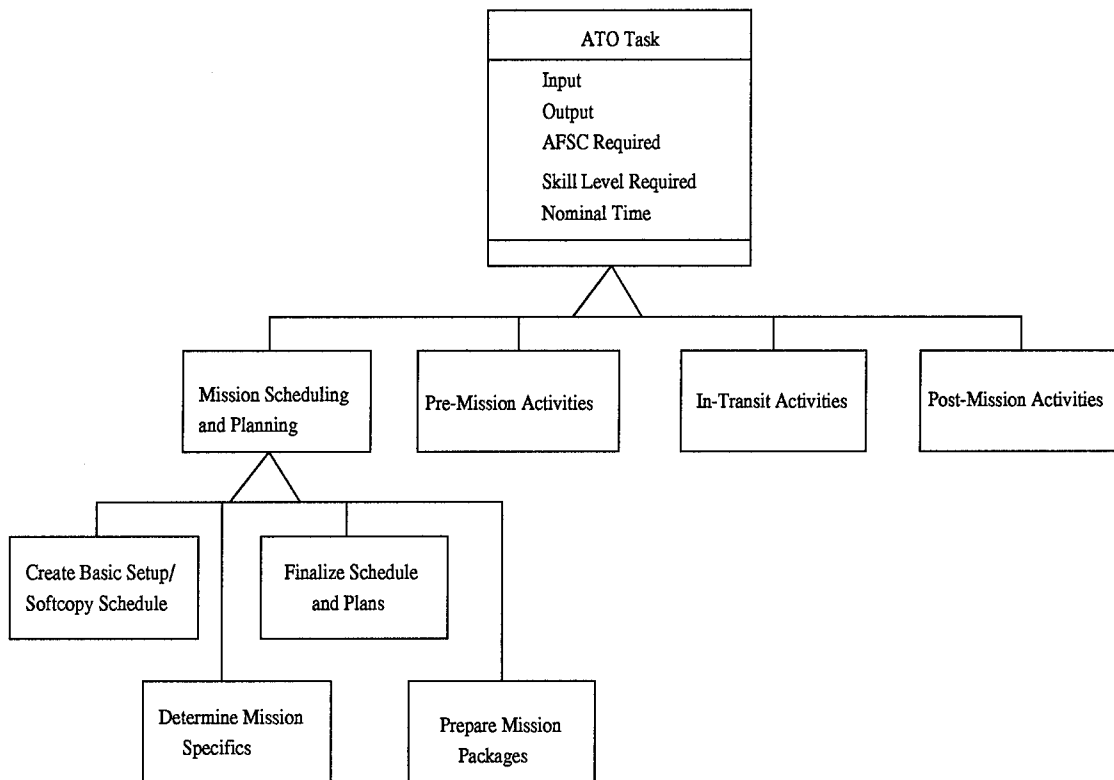 ATO Task
Input
Output
AFSC Required
Skill Level Required
Nominal Time
Mission Scheduling
and Planning
Pre-Mission Activities
In-Transit Activities
Post-Mission Activities
Create Basic Setup/
Softcopy Schedule
Finalize Schedule
and Plans
Determine Mission
Specifics
Prepare Mission
Packages